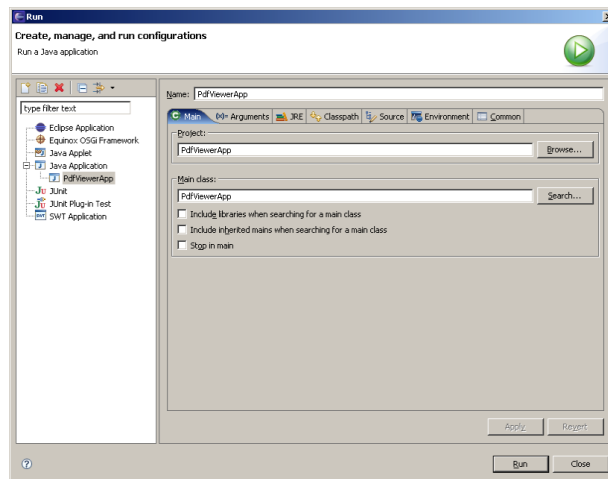 Run
Create, manage, and run configurations
Run a Java application
type filter text
Eclipse Application
Equinox OSGi Framework
Java Applet
Java Application
PdfViewerApp
JUnit
JUnit Plug-in Test
SWT Application
Name: PdfViewerApp
Main (x)= Arguments JRE Classpath Source Environment Common
Project:
PdfViewerApp Browse...
Main class:
PdfViewerApp Search...
Include libraries when searching for a main class
Include inherited mains when searching for a main class
Stop in main
Apply Revert
Run Close